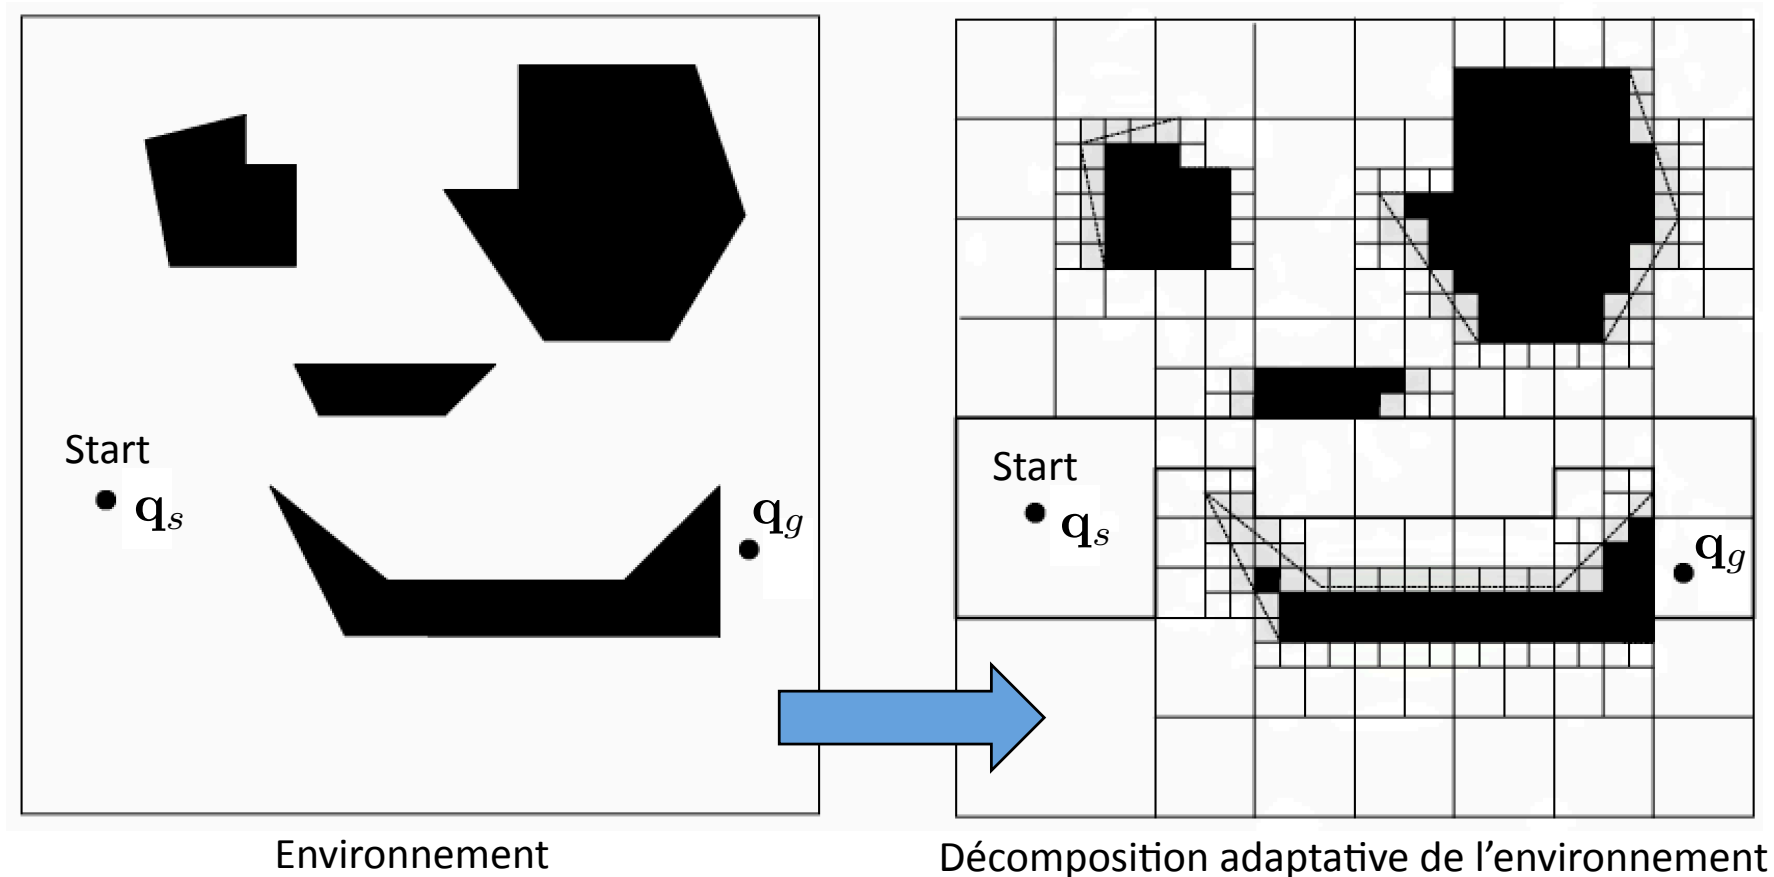 Start
q_s
q_g
Start
q_s
q_g
Environnement
Décomposition adaptative de l'environnement